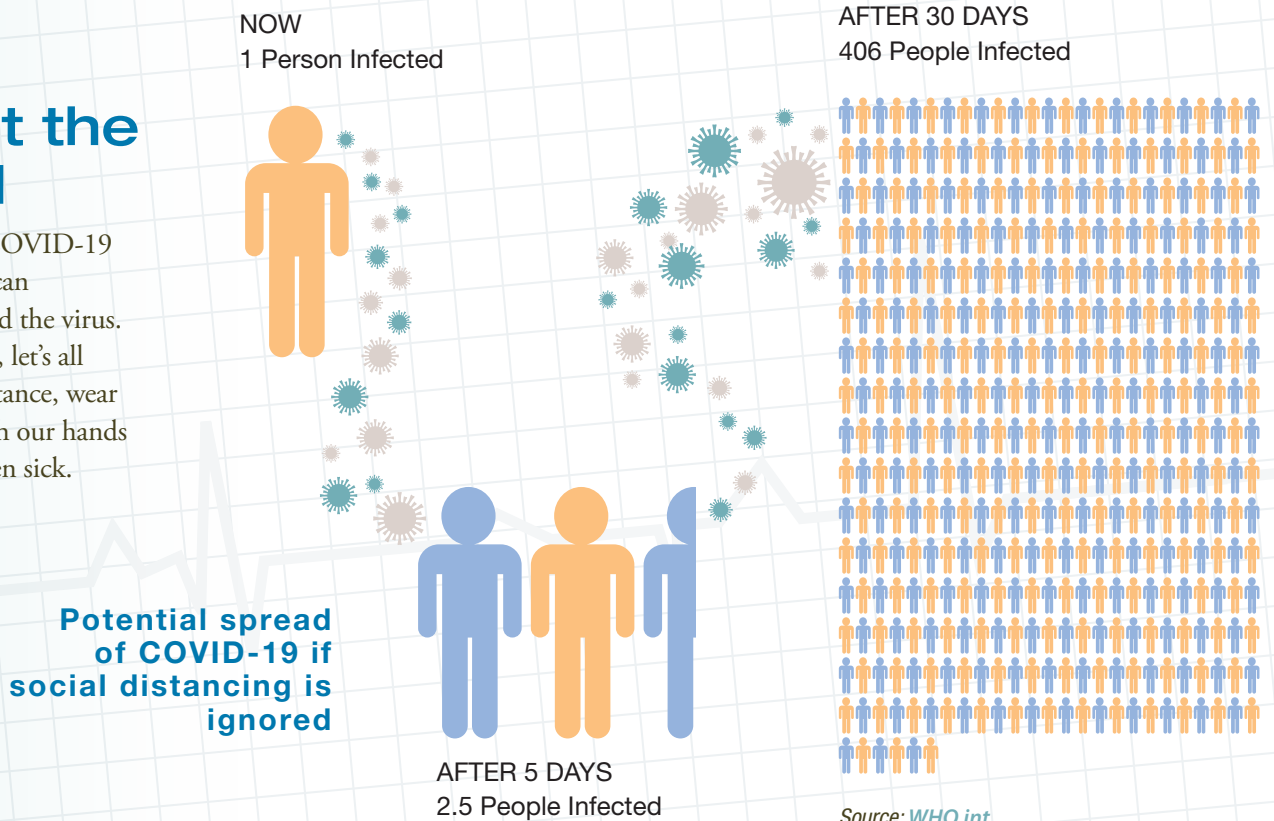 t the
OVID-19
can
d the virus.
, let's all
tance, wear
n our hands
en sick.
Potential spread
of COVID-19 if
social distancing is
ignored
NOW
1 Person Infected
AFTER 5 DAYS
2.5 People Infected
AFTER 30 DAYS
406 People Infected
Source: WHO.int